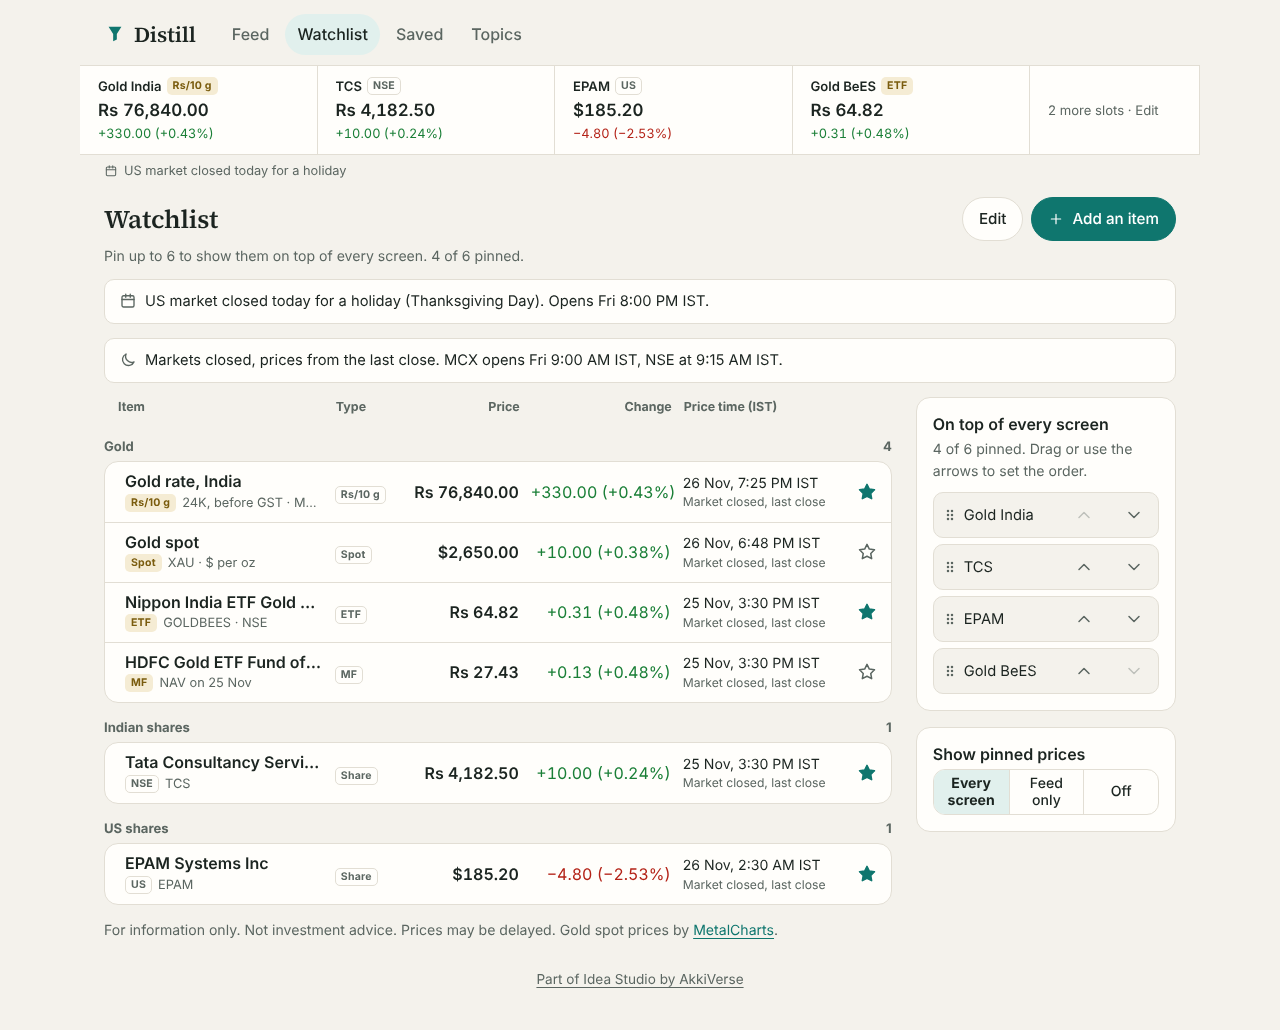 Distill
Feed
Watchlist
Saved
Topics
Gold India Rs/10 g
Rs 76,840.00
+330.00 (+0.43%)
TCS NSE
Rs 4,182.50
+10.00 (+0.24%)
EPAM US
$185.20
−4.80 (−2.53%)
Gold BeES ETF
Rs 64.82
+0.31 (+0.48%)
2 more slots · Edit
US market closed today for a holiday
Watchlist
Edit
Add an item
Pin up to 6 to show them on top of every screen. 4 of 6 pinned.
US market closed today for a holiday (Thanksgiving Day). Opens Fri 8:00 PM IST.
Markets closed, prices from the last close. MCX opens Fri 9:00 AM IST, NSE at 9:15 AM IST.
Item Type Price Change Price time (IST)
Gold 4
Gold rate, India
Rs/10 g 24K, before GST · M...
Rs/10 g
Rs 76,840.00
+330.00 (+0.43%)
26 Nov, 7:25 PM IST
Market closed, last close
Gold spot
Spot XAU · $ per oz
Spot
$2,650.00
+10.00 (+0.38%)
26 Nov, 6:48 PM IST
Market closed, last close
Nippon India ETF Gold ...
ETF GOLDBEES · NSE
ETF
Rs 64.82
+0.31 (+0.48%)
25 Nov, 3:30 PM IST
Market closed, last close
HDFC Gold ETF Fund of...
MF NAV on 25 Nov
MF
Rs 27.43
+0.13 (+0.48%)
25 Nov, 3:30 PM IST
Market closed, last close
Indian shares 1
Tata Consultancy Servi...
NSE TCS
Share
Rs 4,182.50
+10.00 (+0.24%)
25 Nov, 3:30 PM IST
Market closed, last close
US shares 1
EPAM Systems Inc
US EPAM
Share
$185.20
−4.80 (−2.53%)
26 Nov, 2:30 AM IST
Market closed, last close
On top of every screen
4 of 6 pinned. Drag or use the
arrows to set the order.
Gold India
TCS
EPAM
Gold BeES
Show pinned prices
Every
screen
Feed
only
Off
For information only. Not investment advice. Prices may be delayed. Gold spot prices by MetalCharts.
Part of Idea Studio by AkkiVerse